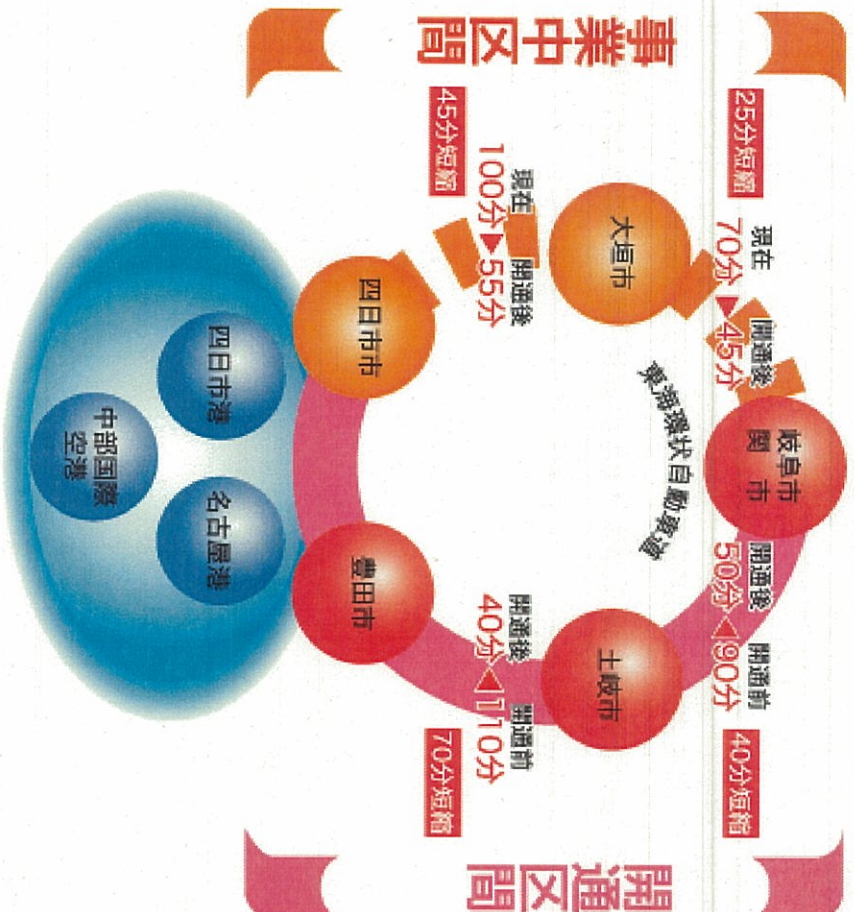 事業中区間
開通区間
25分短縮
現在
70分▶45分
開通後
岐阜市
関 市
開通後
開通前
50分◀90分
40分短縮
東海環状自動車道
大垣市
土岐市
45分短縮
現在
開通後
100分▶55分
開通後
開通前
40分◀110分
70分短縮
四日市市
豊田市
四日市港
名古屋港
中部国際
空港